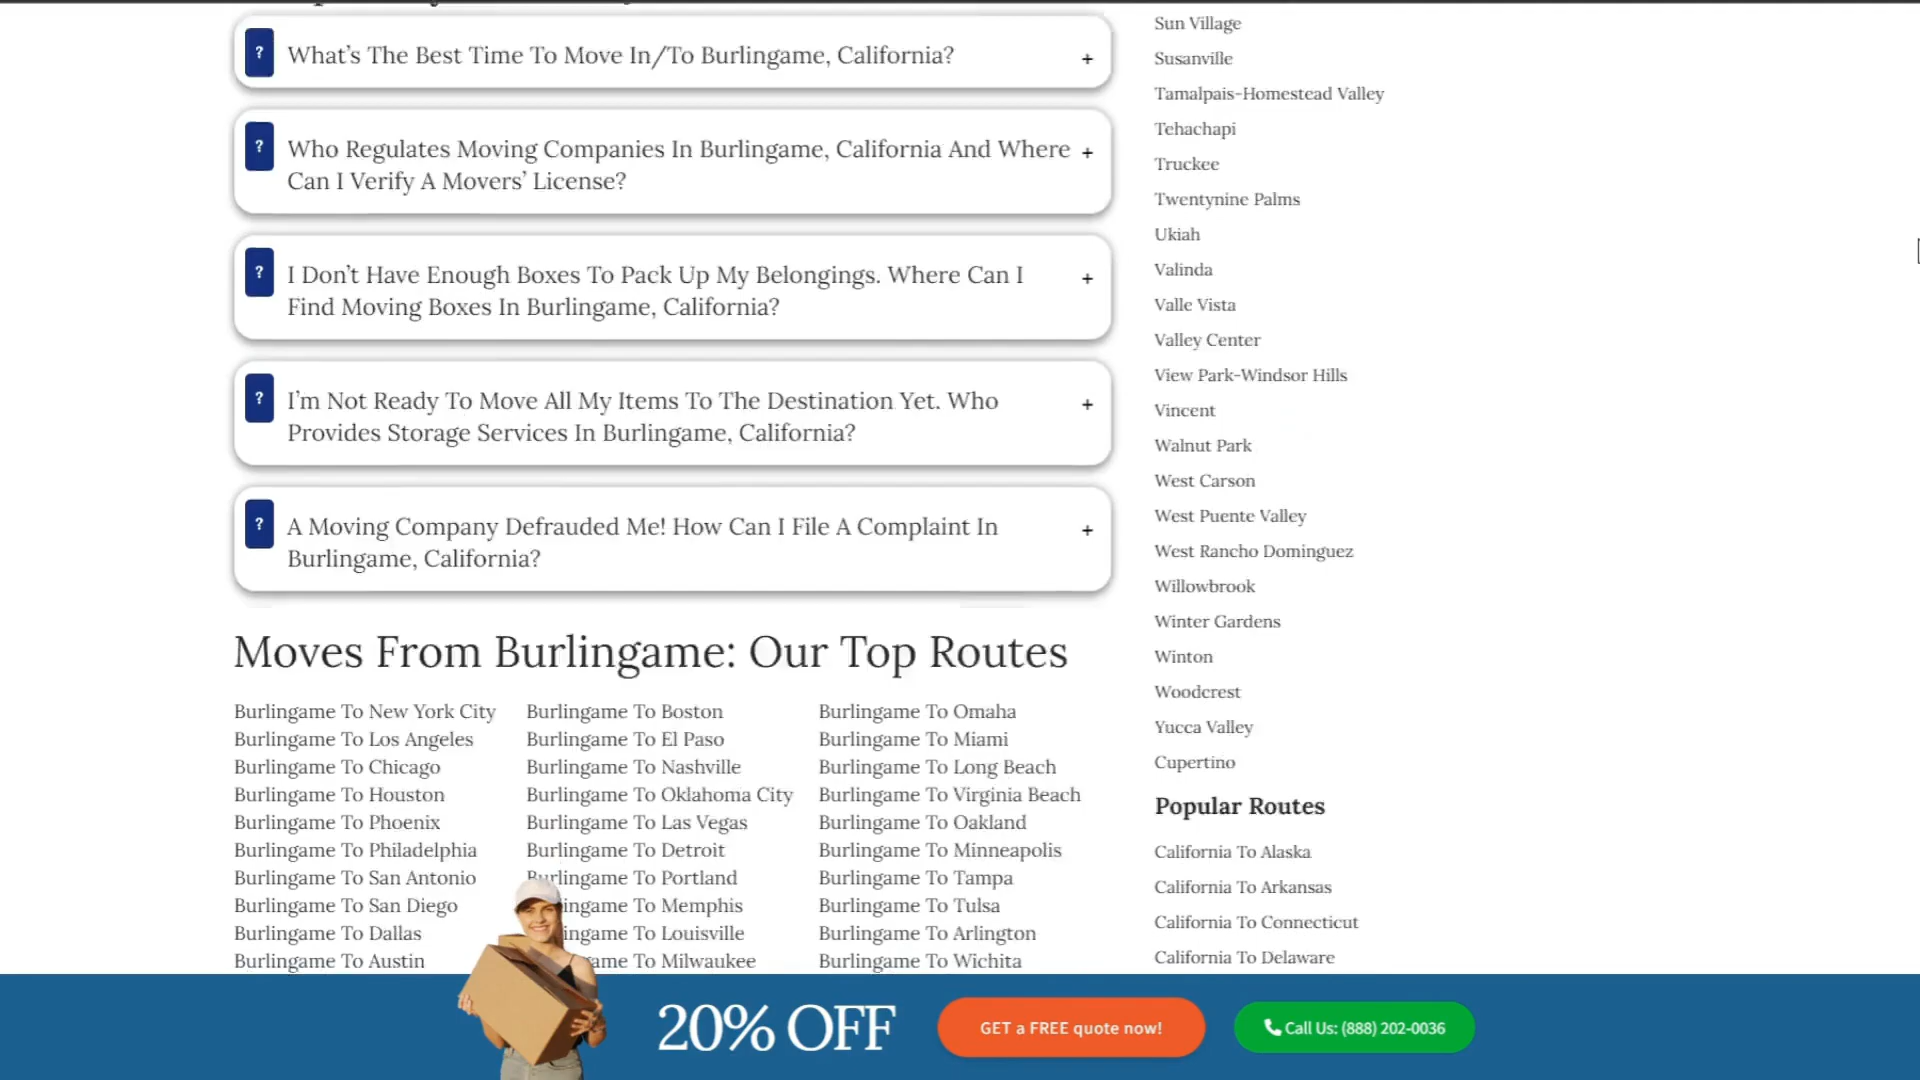 ?
What's The Best Time To Move In/To Burlingame, California?
+
?
Who Regulates Moving Companies In Burlingame, California And Where
Can I Verify A Movers' License?
+
?
I Don't Have Enough Boxes To Pack Up My Belongings. Where Can I
Find Moving Boxes In Burlingame, California?
+
?
I'm Not Ready To Move All My Items To The Destination Yet. Who
Provides Storage Services In Burlingame, California?
+
?
A Moving Company Defrauded Me! How Can I File A Complaint In
Burlingame, California?
+
Moves From Burlingame: Our Top Routes
Burlingame To New York City
Burlingame To Los Angeles
Burlingame To Chicago
Burlingame To Houston
Burlingame To Phoenix
Burlingame To Philadelphia
Burlingame To San Antonio
Burlingame To San Diego
Burlingame To Dallas
Burlingame To Austin
Burlingame To Boston
Burlingame To El Paso
Burlingame To Nashville
Burlingame To Oklahoma City
Burlingame To Las Vegas
Burlingame To Detroit
Burlingame To Portland
ingame To Memphis
ingame To Louisville
ame To Milwaukee
Burlingame To Omaha
Burlingame To Miami
Burlingame To Long Beach
Burlingame To Virginia Beach
Burlingame To Oakland
Burlingame To Minneapolis
Burlingame To Tampa
Burlingame To Tulsa
Burlingame To Arlington
Burlingame To Wichita
Sun Village
Susanville
Tamalpais-Homestead Valley
Tehachapi
Truckee
Twentynine Palms
Ukiah
Valinda
Valle Vista
Valley Center
View Park-Windsor Hills
Vincent
Walnut Park
West Carson
West Puente Valley
West Rancho Dominguez
Willowbrook
Winter Gardens
Winton
Woodcrest
Yucca Valley
Cupertino
Popular Routes
California To Alaska
California To Arkansas
California To Connecticut
California To Delaware
20% OFF
GET a FREE quote now!
Call Us: (888) 202-0036